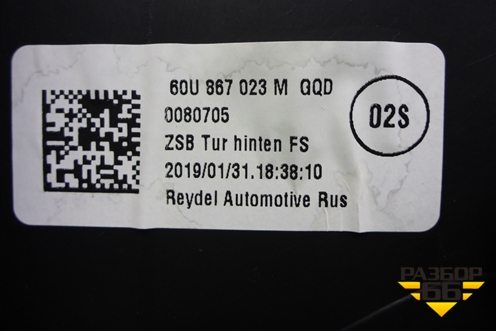 60U 867 023 M GQD
0080705
02S
ZSB Tur hinten FS
2019/01/31.18:38:10
Reydel Automotive Rus
РАЗБОР
66